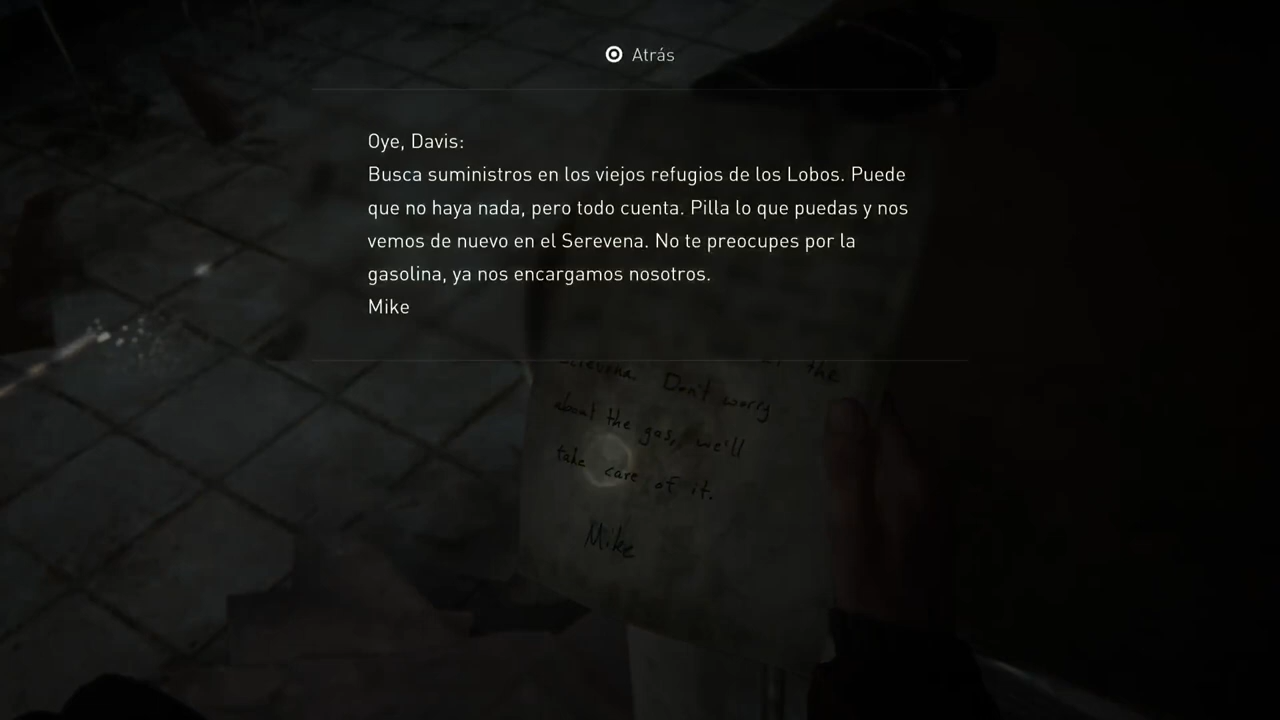 Atrás
Oye, Davis:
Busca suministros en los viejos refugios de los Lobos. Puede
que no haya nada, pero todo cuenta. Pilla lo que puedas y nos
vemos de nuevo en el Serevena. No te preocupes por la
gasolina, ya nos encargamos nosotros.
Mike
the
Serevena. Don't worry
about the gas, we'll
take care of it.
Mike